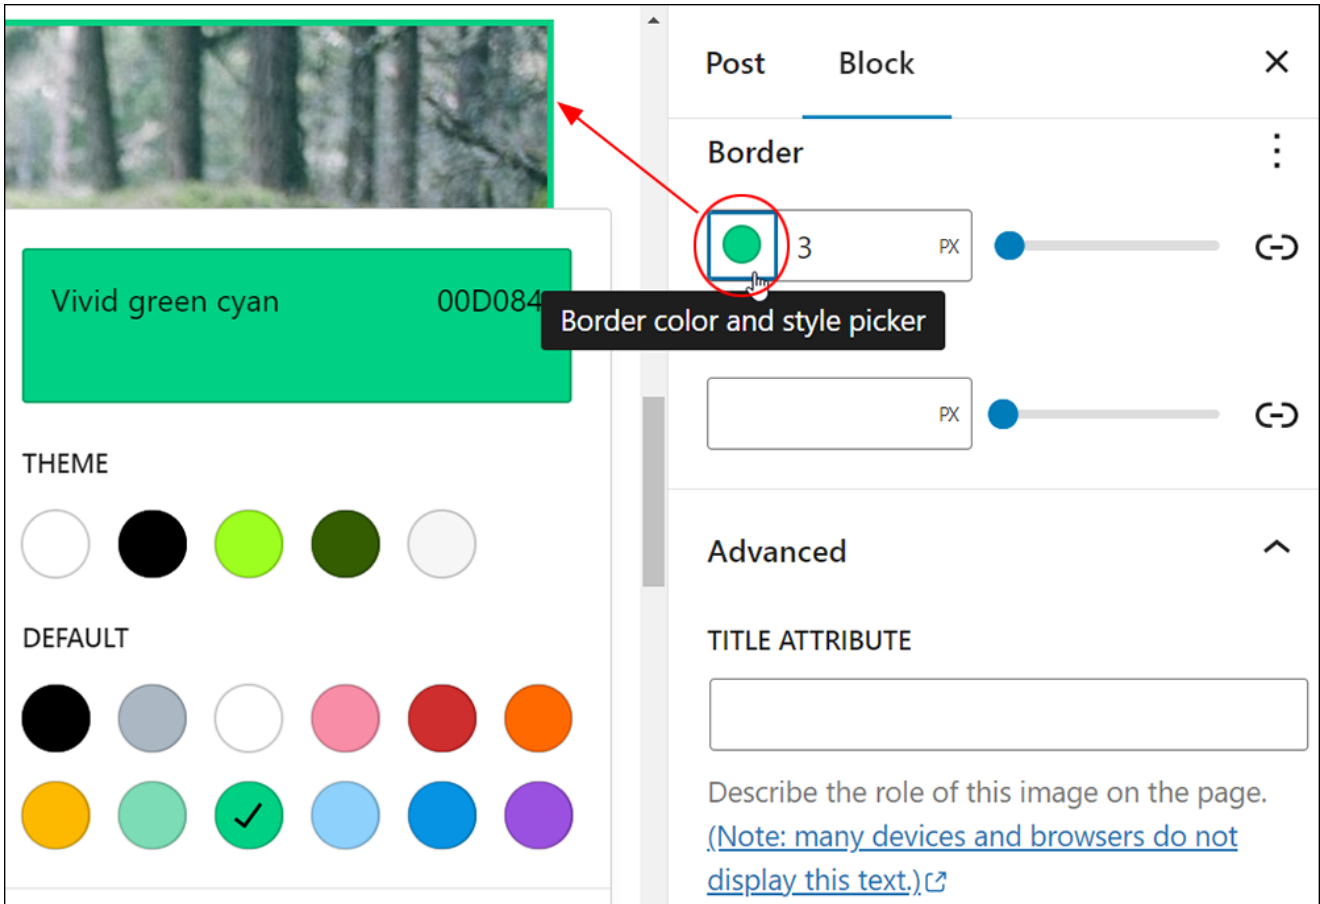 Post
Block
Border
3
PX
Vivid green cyan
00D084
Border color and style picker
PX
THEME
DEFAULT
Advanced
TITLE ATTRIBUTE
Describe the role of this image on the page.
(Note: many devices and browsers do not
display this text.)